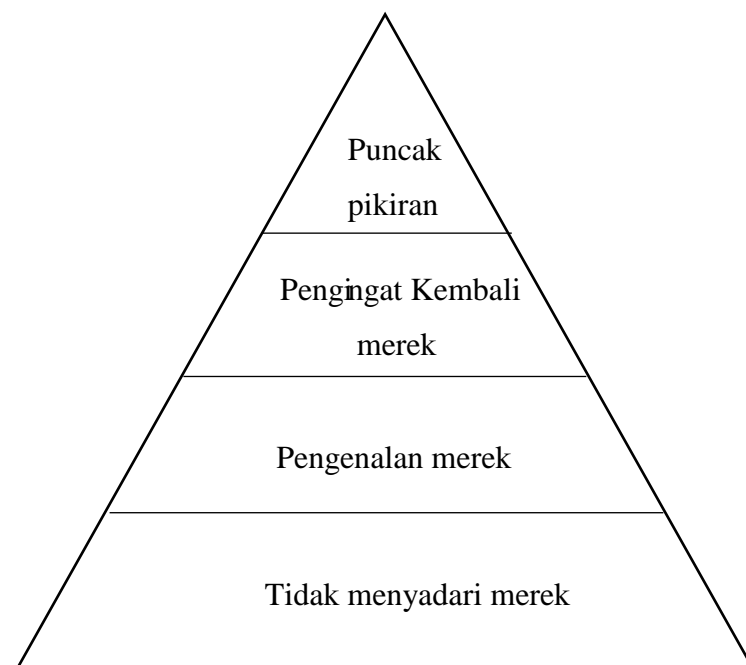 Puncak
pikiran
Pengingat Kembali
merek
Pengenalan merek
Tidak menyadari merek